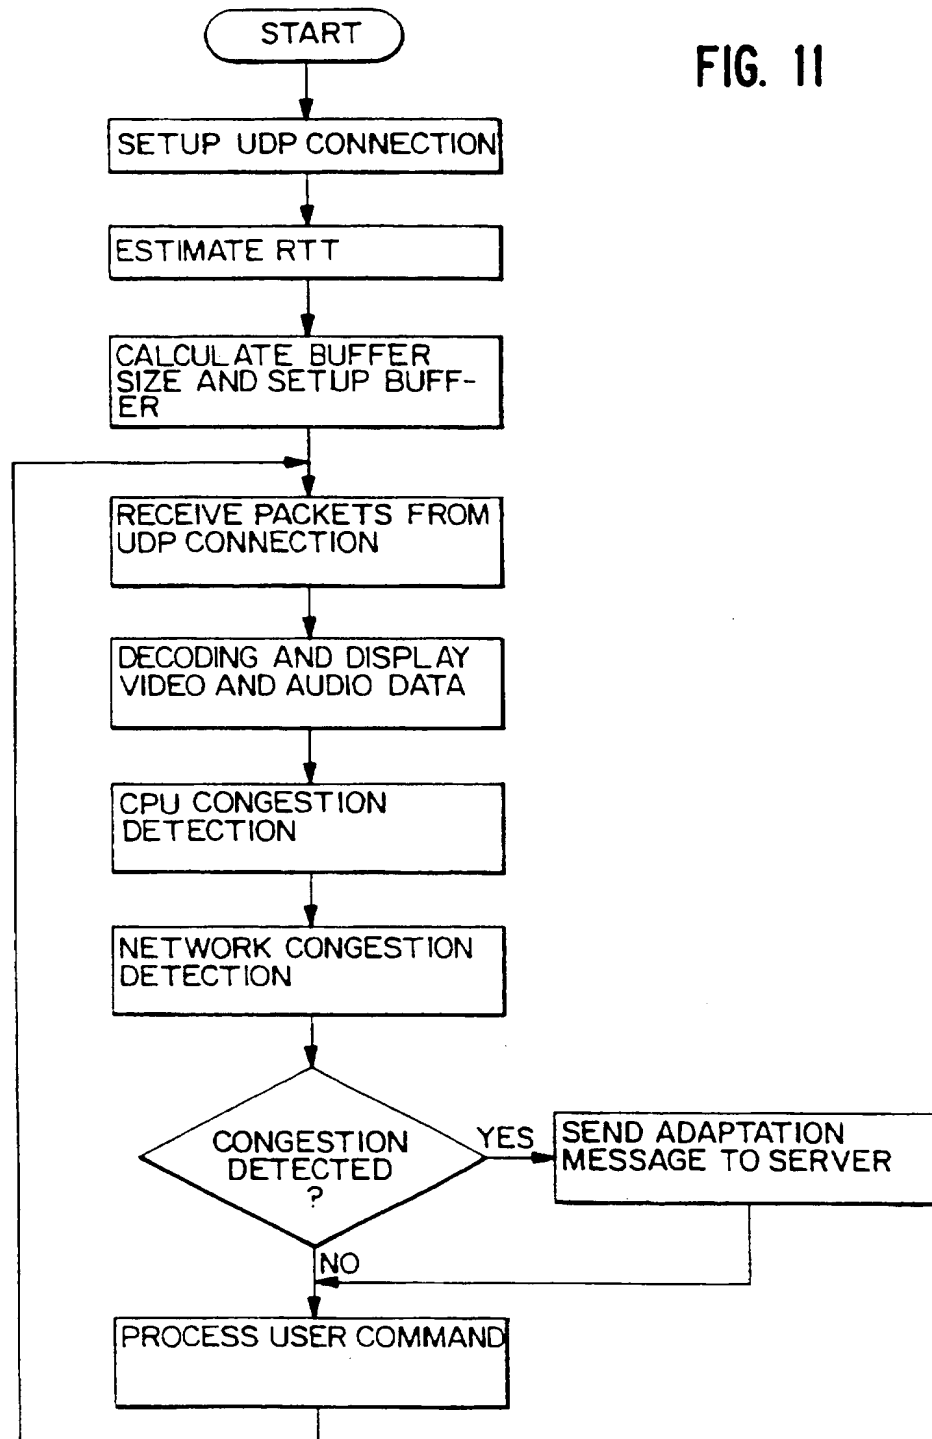 START
FIG. 11
SETUP UDP CONNECTION
ESTIMATE RTT
CALCULATE BUFFER
SIZE AND SETUP BUFF-
ER
RECEIVE PACKETS FROM
UDP CONNECTION
DECODING AND DISPLAY
VIDEO AND AUDIO DATA
CPU CONGESTION
DETECTION
NETWORK CONGESTION
DETECTION
CONGESTION
DETECTED
?
YES
SEND ADAPTATION
MESSAGE TO SERVER
NO
PROCESS USER COMMAND